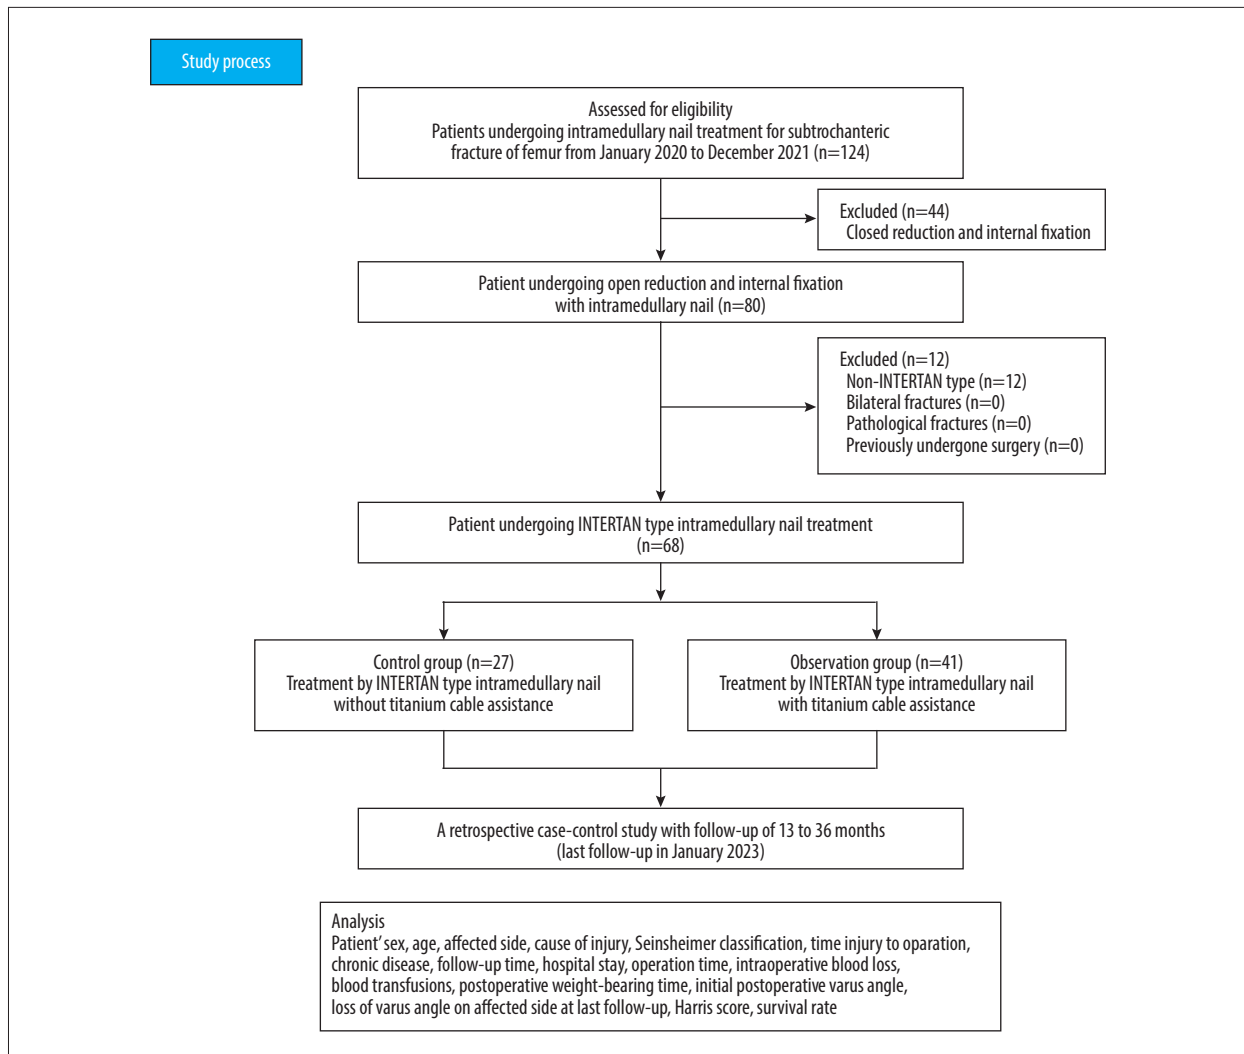 Study process
Assessed for eligibility
Patients undergoing intramedullary nail treatment for subtrochanteric
fracture of femur from January 2020 to December 2021 (n=124)
Excluded (n=44)
Closed reduction and internal fixation
Patient undergoing open reduction and internal fixation
with intramedullary nail (n=80)
Excluded (n=12)
Non-INTERTAN type (n=12)
Bilateral fractures (n=0)
Pathological fractures (n=0)
Previously undergone surgery (n=0)
Patient undergoing INTERTAN type intramedullary nail treatment
(n=68)
Control group (n=27)
Treatment by INTERTAN type intramedullary nail
without titanium cable assistance
Observation group (n=41)
Treatment by INTERTAN type intramedullary nail
with titanium cable assistance
A retrospective case-control study with follow-up of 13 to 36 months
(last follow-up in January 2023)
Analysis
Patient' sex, age, affected side, cause of injury, Seinsheimer classification, time injury to oparation,
chronic disease, follow-up time, hospital stay, operation time, intraoperative blood loss,
blood transfusions, postoperative weight-bearing time, initial postoperative varus angle,
loss of varus angle on affected side at last follow-up, Harris score, survival rate